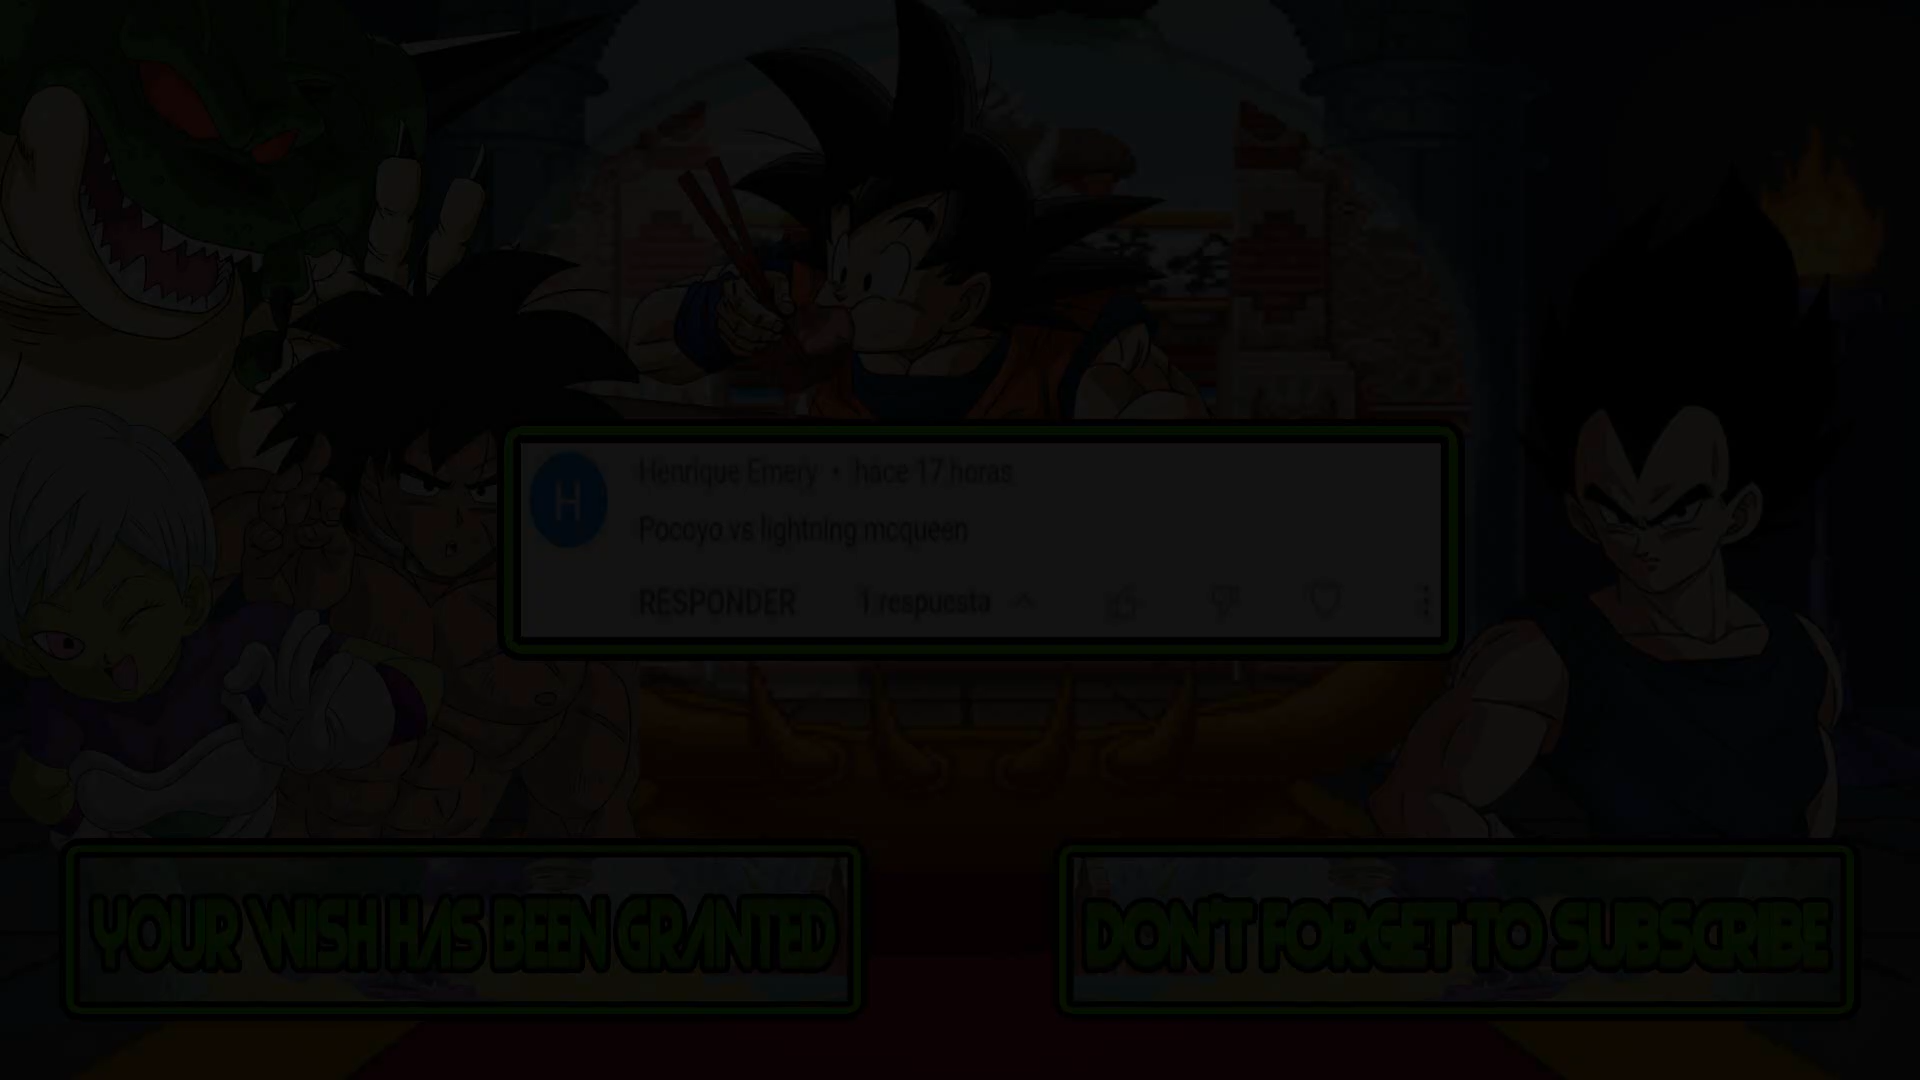 H
Henrique Emery • hace 17 horas
Pocoyo vs lightning mcqueen
RESPONDER 1 respuesta
YOUR WISH HAS BEEN GRANTED
DON'T FORGET TO SUBSCRIBE